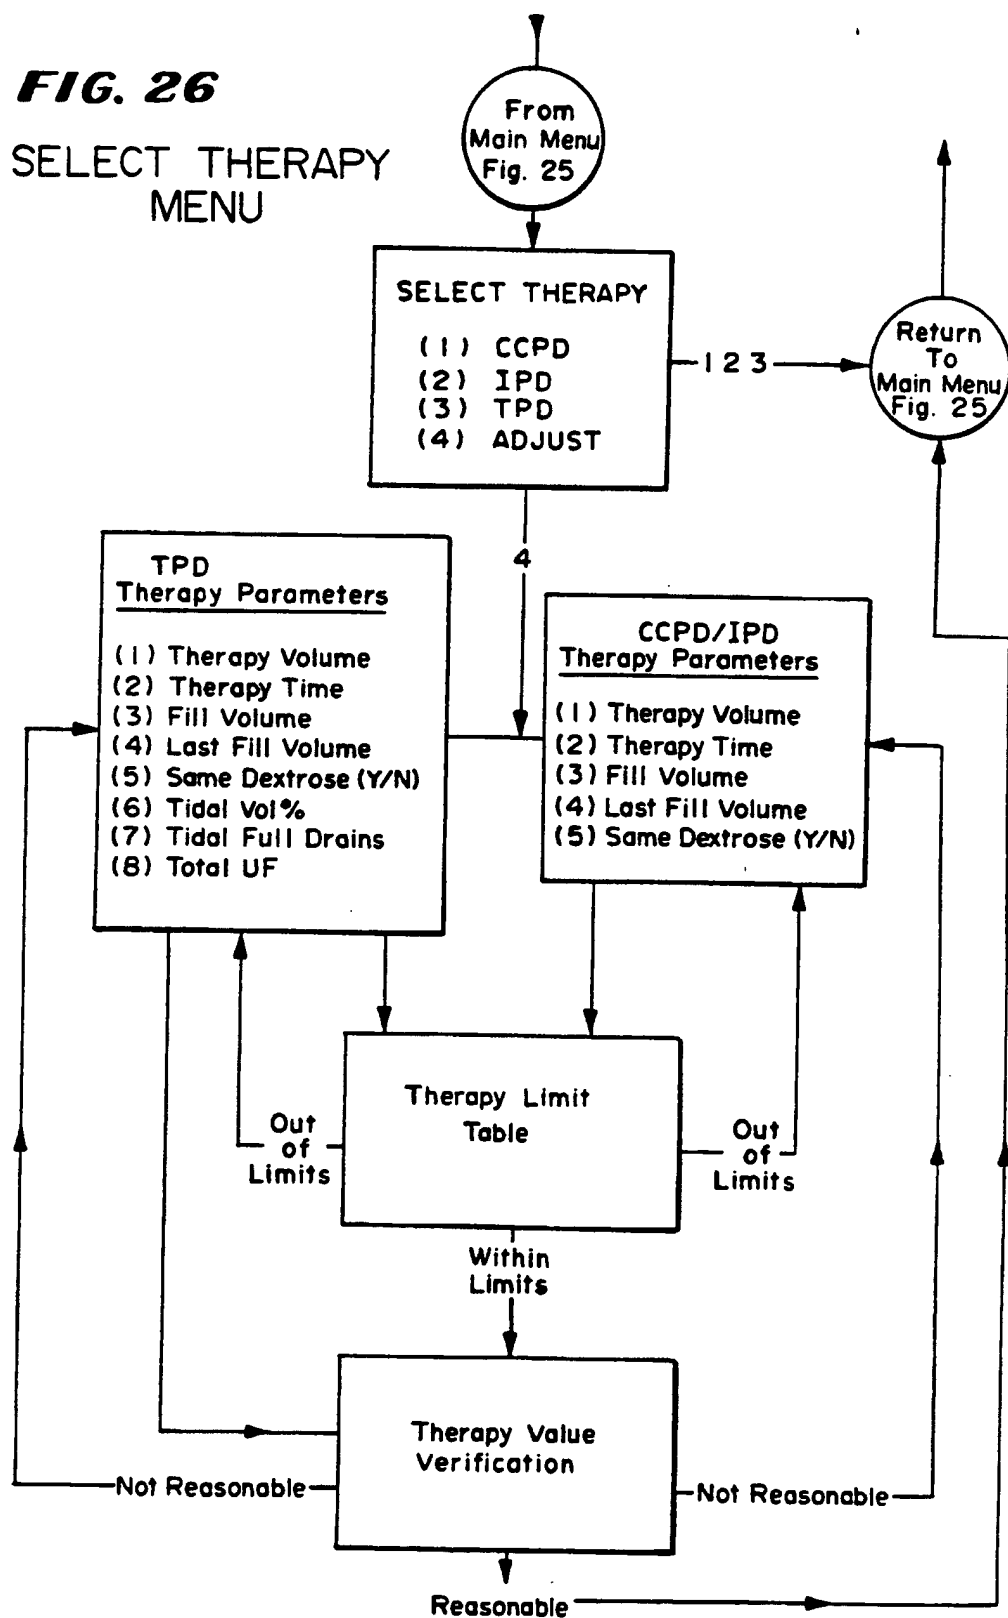 FIG. 26
SELECT THERAPY
MENU
From
Main Menu
Fig. 25
SELECT THERAPY
(1) CCPD
(2) IPD
(3) TPD
(4) ADJUST
1 2 3
Return
To
Main Menu
Fig. 25
4
TPD
Therapy Parameters
(1) Therapy Volume
(2) Therapy Time
(3) Fill Volume
(4) Last Fill Volume
(5) Same Dextrose (Y/N)
(6) Tidal Vol%
(7) Tidal Full Drains
(8) Total UF
CCPD/IPD
Therapy Parameters
(1) Therapy Volume
(2) Therapy Time
(3) Fill Volume
(4) Last Fill Volume
(5) Same Dextrose (Y/N)
Therapy Limit
Table
Out
of
Limits
Out
of
Limits
Within
Limits
Therapy Value
Verification
Not Reasonable
Not Reasonable
Reasonable